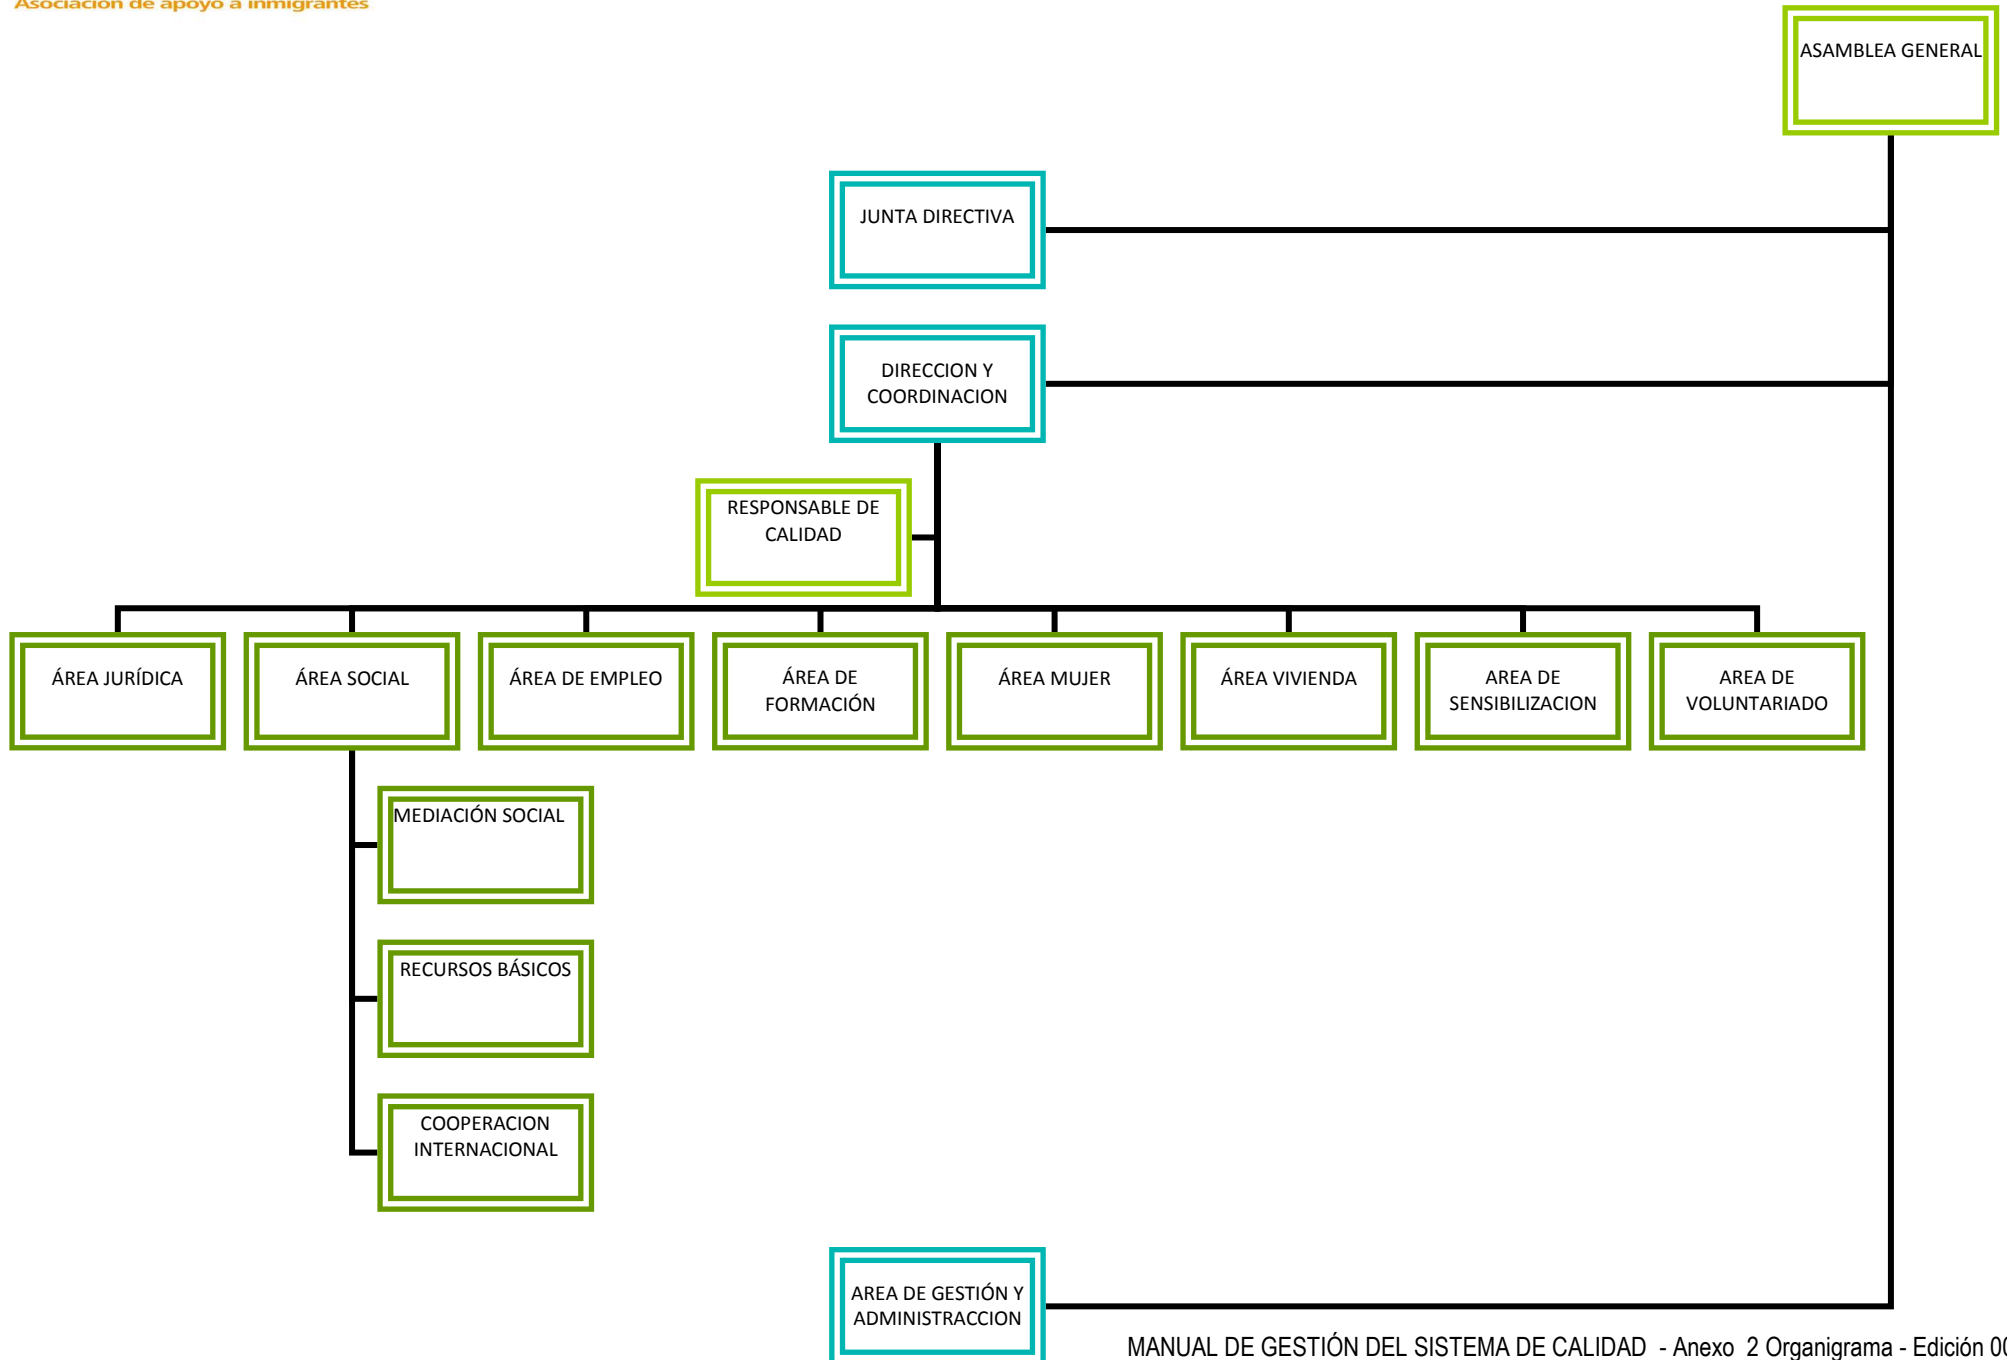 Asociación de apoyo a inmigrantes
ASAMBLEA GENERAL
JUNTA DIRECTIVA
DIRECCION Y
COORDINACION
RESPONSABLE DE
CALIDAD
ÁREA JURÍDICA
ÁREA SOCIAL
ÁREA DE EMPLEO
ÁREA DE
FORMACIÓN
ÁREA MUJER
ÁREA VIVIENDA
AREA DE
SENSIBILIZACION
AREA DE
VOLUNTARIADO
MEDIACIÓN SOCIAL
RECURSOS BÁSICOS
COOPERACION
INTERNACIONAL
AREA DE GESTIÓN Y
ADMINISTRACCION
MANUAL DE GESTIÓN DEL SISTEMA DE CALIDAD - Anexo 2 Organigrama - Edición 00